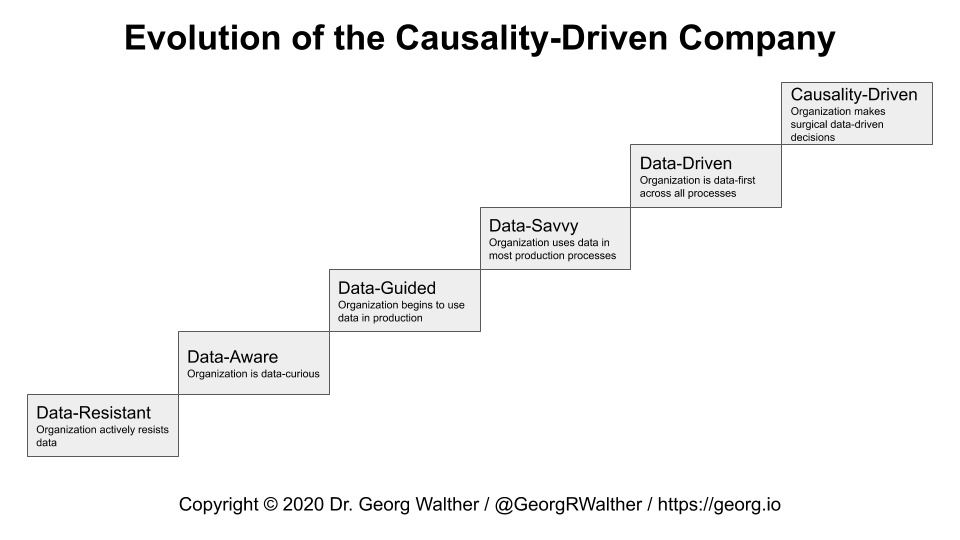 Evolution of the Causality-Driven Company
Causality-Driven
Organization makes
surgical data-driven
decisions
Data-Driven
Organization is data-first
across all processes
Data-Savvy
Organization uses data in
most production processes
Data-Guided
Organization begins to use
data in production
Data-Aware
Organization is data-curious
Data-Resistant
Organization actively resists
data
Copyright © 2020 Dr. Georg Walther / @GeorgRWalther / https://georg.io